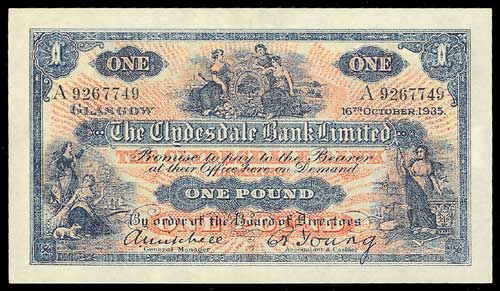 ONE ONE
A 9267749 A 9267749
GLASGOW 16TH OCTOBER, 1935.
The Clydesdale Bank Limited
Promise to pay to the Bearer
at their Office here on Demand
ONE POUND
By order of the Board of Directors
A Young
General Manager Accountant & Cashier